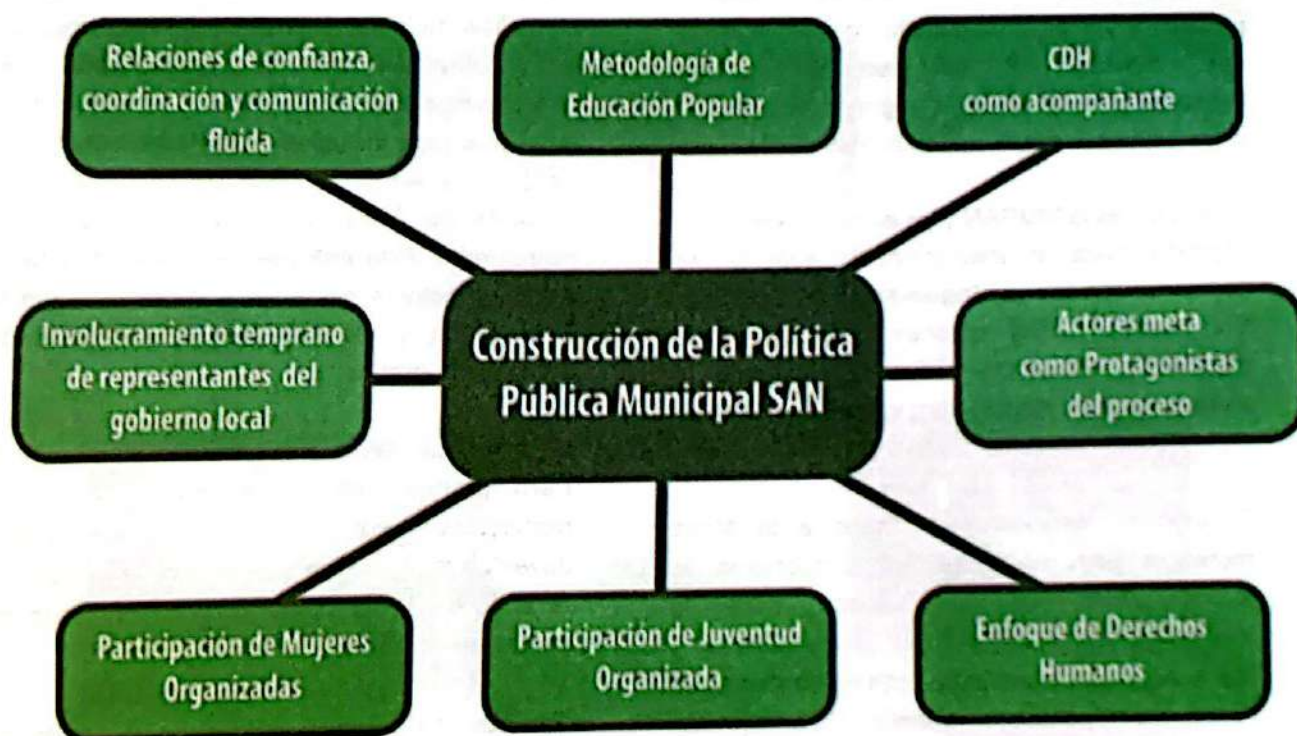 Relaciones de confianza,
coordinación y comunicación
fluida
Metodología de
Educación Popular
CDH
como acompañante
Involucramiento temprano
de representantes del
gobierno local
Construcción de la Política
Pública Municipal SAN
Actores meta
como Protagonistas
del proceso
Participación de Mujeres
Organizadas
Participación de Juventud
Organizada
Enfoque de Derechos
Humanos